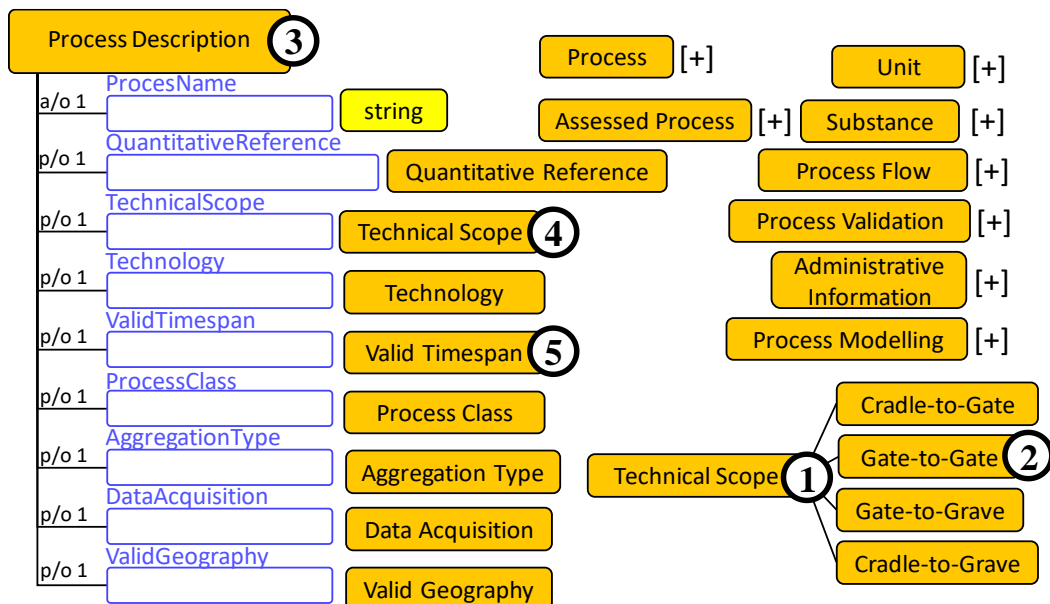 Process Description 3
ProcesName
a/o 1
string
QuantitativeReference
p/o 1
Quantitative Reference
TechnicalScope
p/o 1
Technical Scope 4
Technology
p/o 1
Technology
ValidTimespan
p/o 1
Valid Timespan 5
ProcessClass
p/o 1
Process Class
AggregationType
p/o 1
Aggregation Type
DataAcquisition
p/o 1
Data Acquisition
ValidGeography
p/o 1
Valid Geography
Process [+]
Unit [+]
Assessed Process [+]
Substance [+]
Process Flow [+]
Process Validation [+]
Administrative
Information [+]
Process Modelling [+]
Technical Scope 1
Cradle-to-Gate
Gate-to-Gate 2
Gate-to-Grave
Cradle-to-Grave